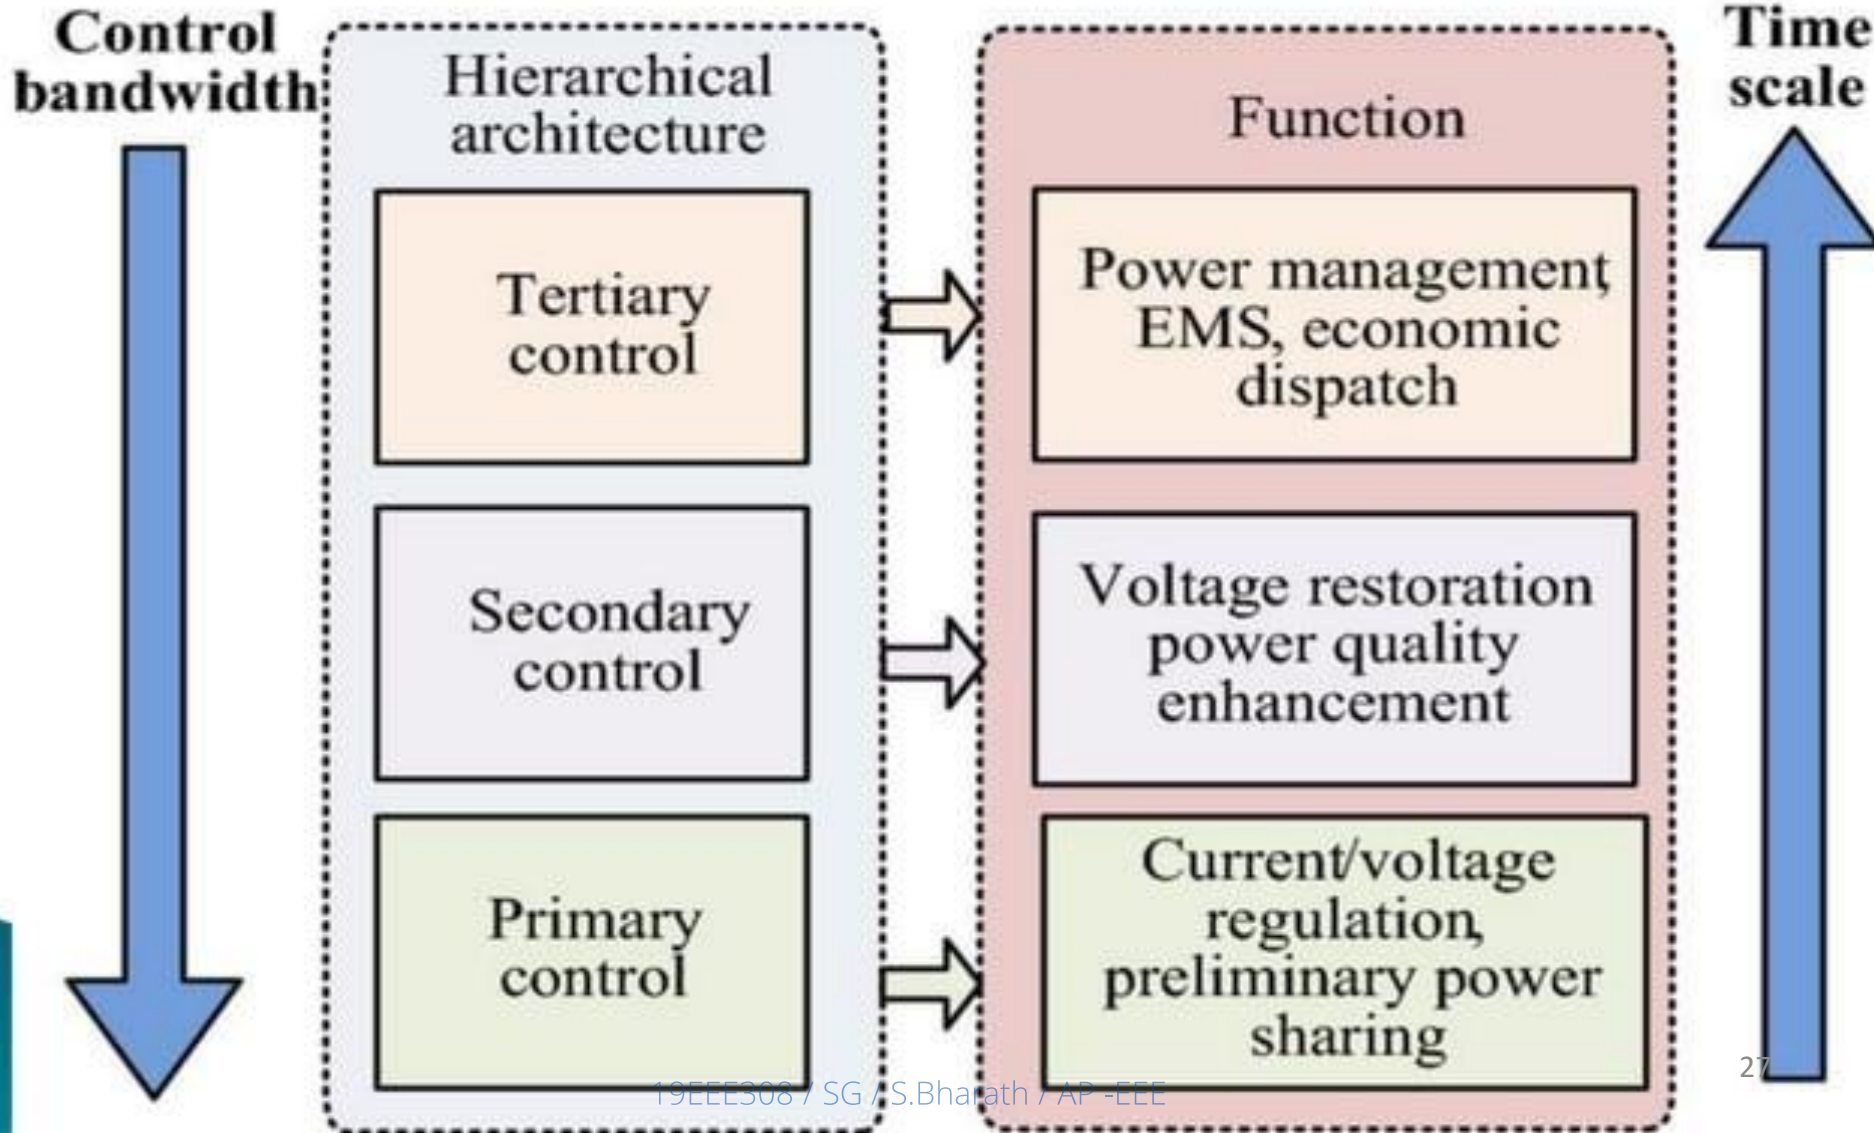 Control
bandwidth
Hierarchical
architecture
Function
Time
scale
Tertiary
control
Power management,
EMS, economic
dispatch
Secondary
control
Voltage restoration
power quality
enhancement
Primary
control
Current/voltage
regulation,
preliminary power
sharing
27
19EEE308 / SG / S.Bharath / AP -EEE